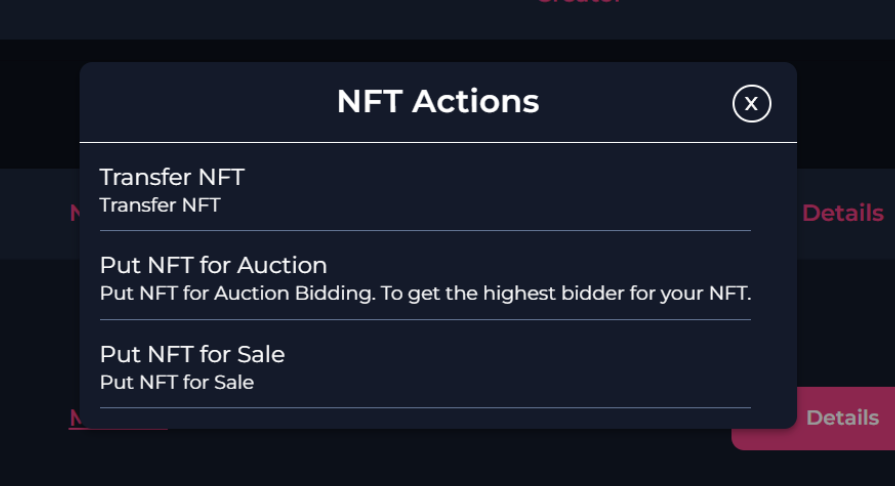 NFT Actions
X
Transfer NFT
Transfer NFT
Details
Put NFT for Auction
Put NFT for Auction Bidding. To get the highest bidder for your NFT.
Put NFT for Sale
Put NFT for Sale
Details